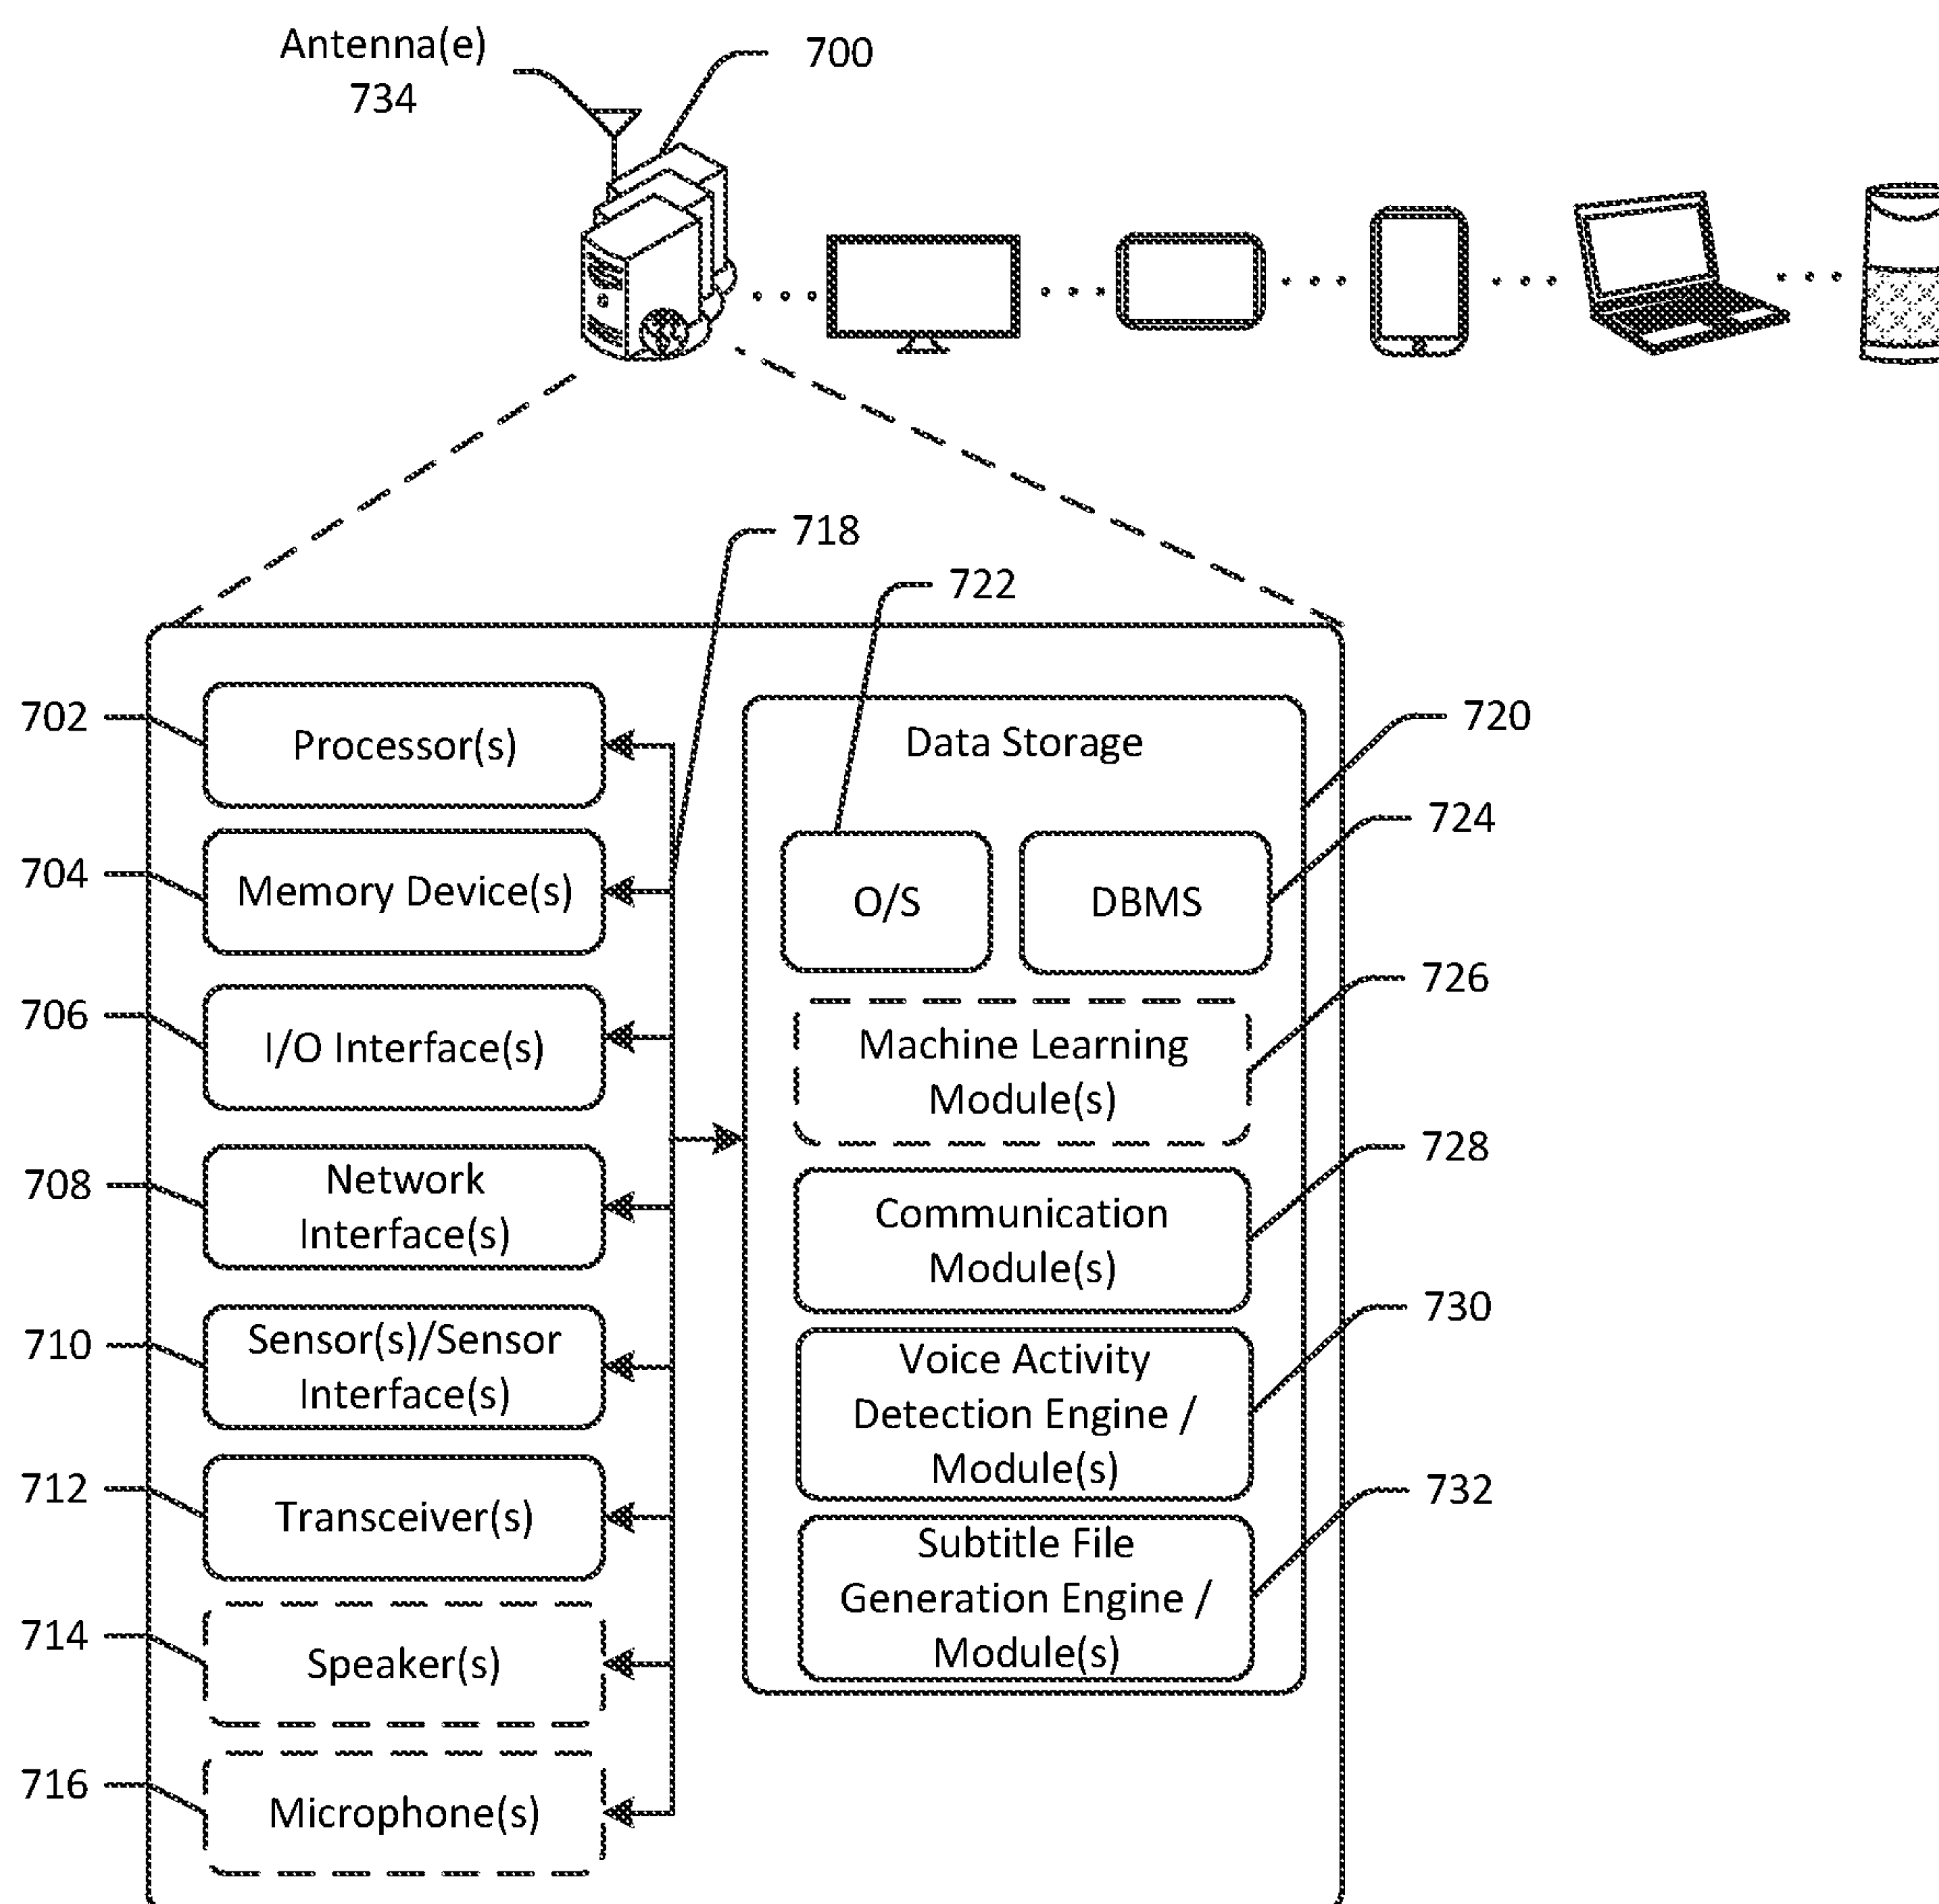 Antenna(e)
734
700
718
722
702
Processor(s)
Data Storage
720
704
Memory Device(s)
O/S
DBMS
724
706
I/O Interface(s)
Machine Learning
Module(s)
726
708
Network
Interface(s)
Communication
Module(s)
728
710
Sensor(s)/Sensor
Interface(s)
Voice Activity
Detection Engine /
Module(s)
730
712
Transceiver(s)
Subtitle File
Generation Engine /
Module(s)
732
714
Speaker(s)
716
Microphone(s)